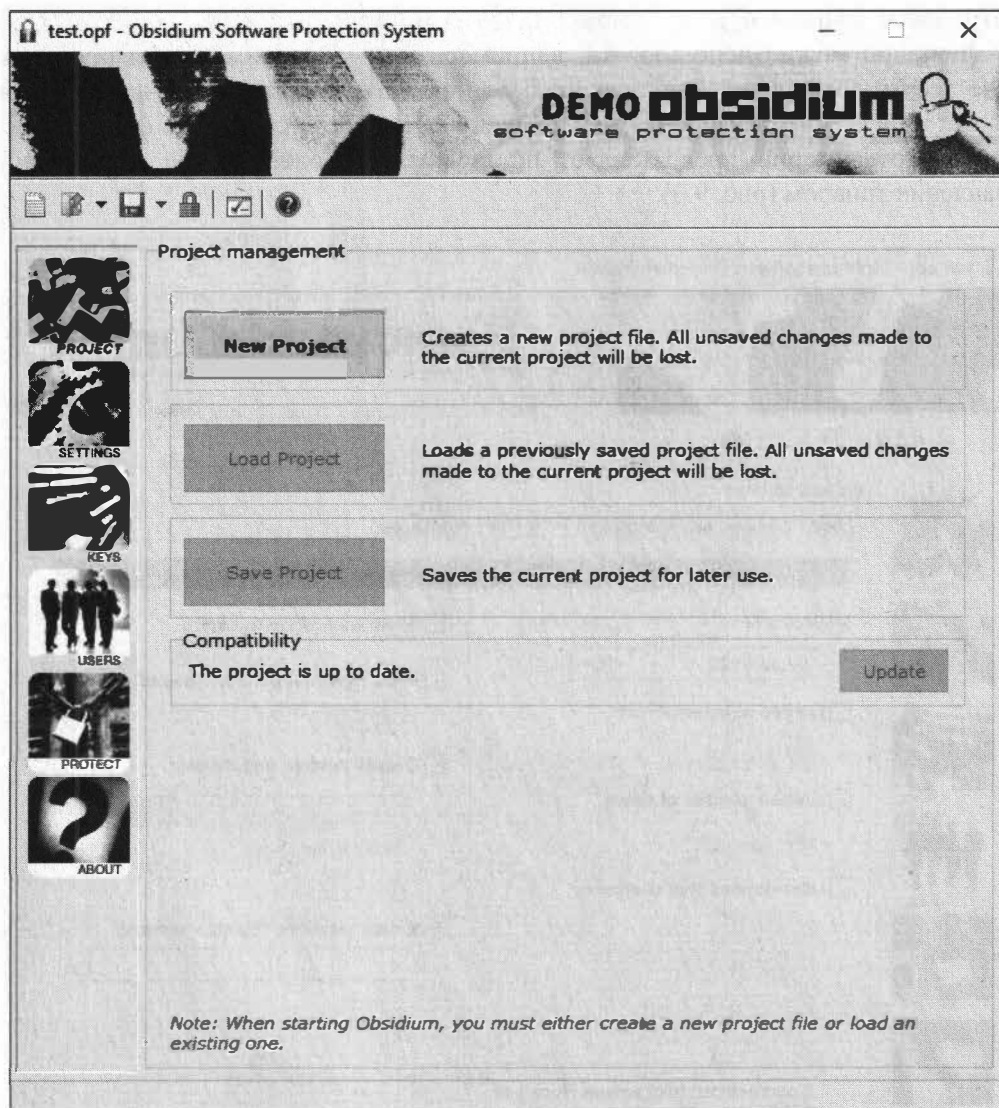 test.opf - Obsidium Software Protection System
DEMO obsidium
software protection system
Project management
PROJECT
SETTINGS
KEYS
USERS
PROTECT
ABOUT
New Project
Creates a new project file. All unsaved changes made to
the current project will be lost.
Load Project
Loads a previously saved project file. All unsaved changes
made to the current project will be lost.
Save Project
Saves the current project for later use.
Compatibility
The project is up to date.
Update
Note: When starting Obsidium, you must either create a new project file or load an
existing one.